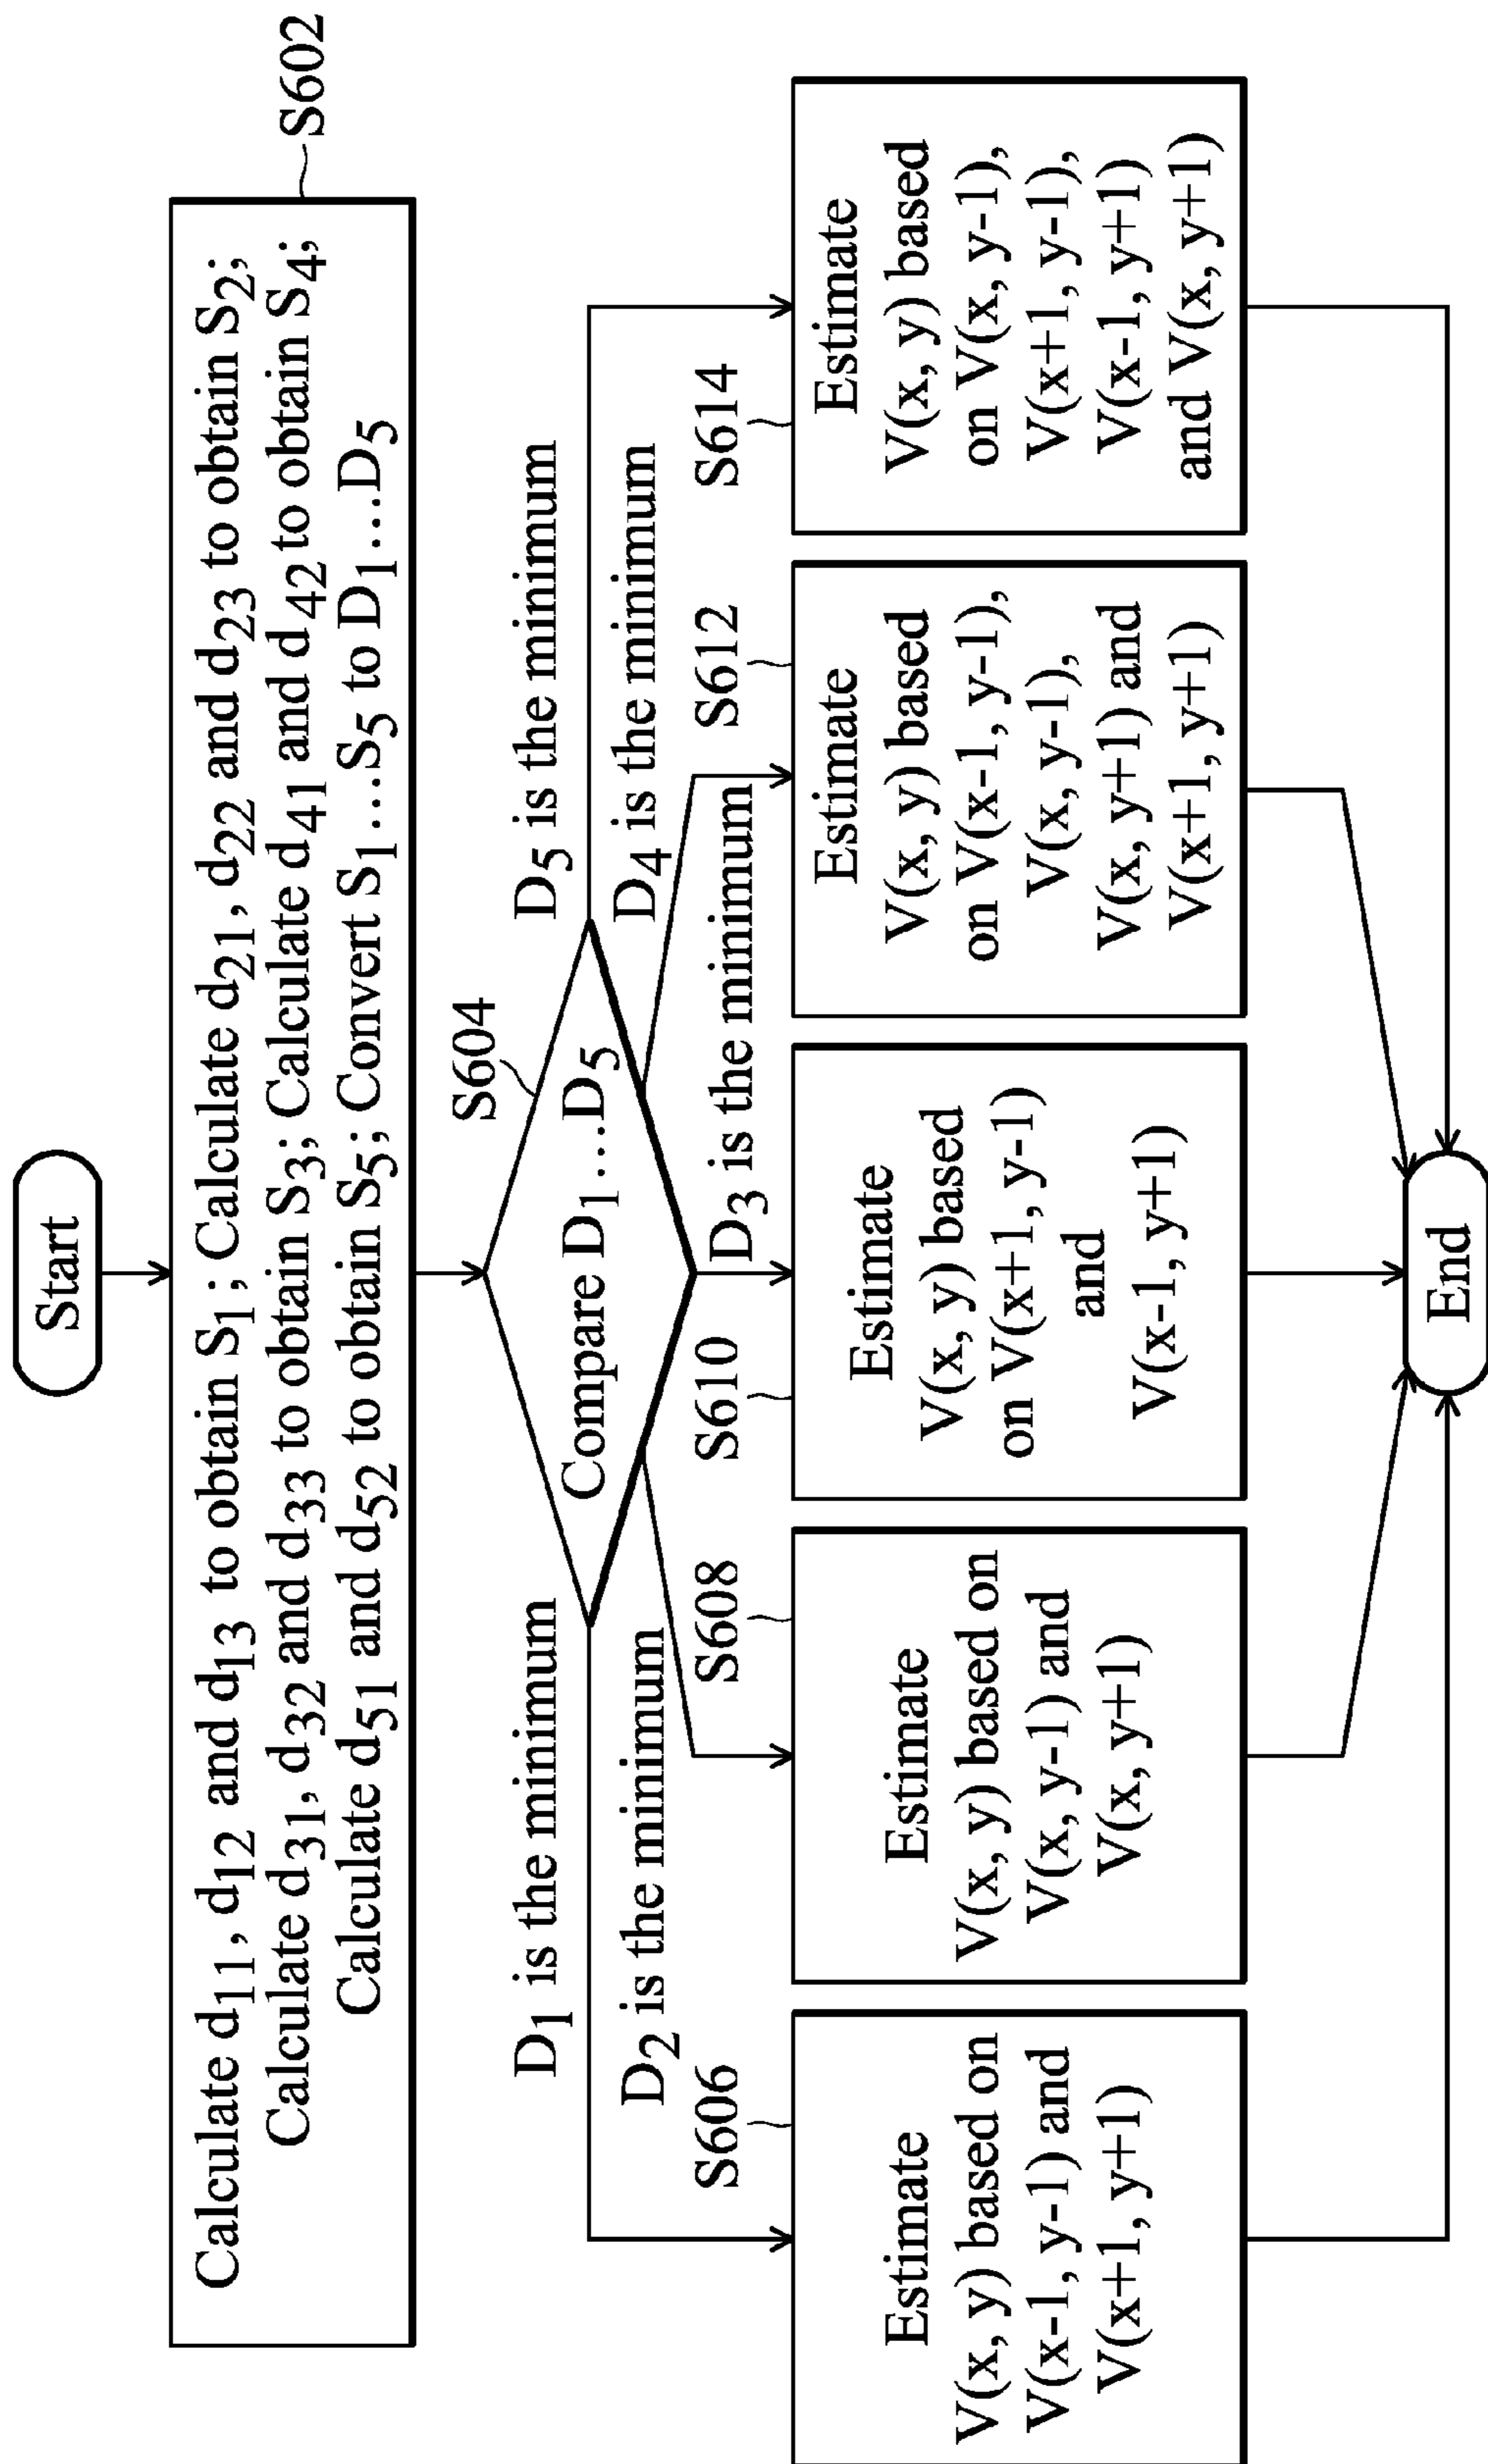 Start
Calculate d11, d12 and d13 to obtain S1; Calculate d21, d22 and d23 to obtain S2;
Calculate d31, d32 and d33 to obtain S3; Calculate d41 and d42 to obtain S4;
Calculate d51 and d52 to obtain S5; Convert S1...S5 to D1...D5
S602
S604
Compare D1....D5
D1 is the minimum
D2 is the minimum
D3 is the minimum
D4 is the minimum
D5 is the minimum
S606
Estimate
V(x, y) based on
V(x-1, y-1) and
V(x+1, y+1)
S608
Estimate
V(x, y) based on
V(x, y-1) and
V(x, y+1)
S610
Estimate
V(x, y) based
on V(x+1, y-1)
and
V(x-1, y+1)
S612
Estimate
V(x, y) based
on V(x-1, y-1),
V(x, y-1),
V(x, y+1) and
V(x+1, y+1)
S614
Estimate
V(x, y) based
on V(x, y-1),
V(x+1, y-1),
V(x-1, y+1)
and V(x, y+1)
End